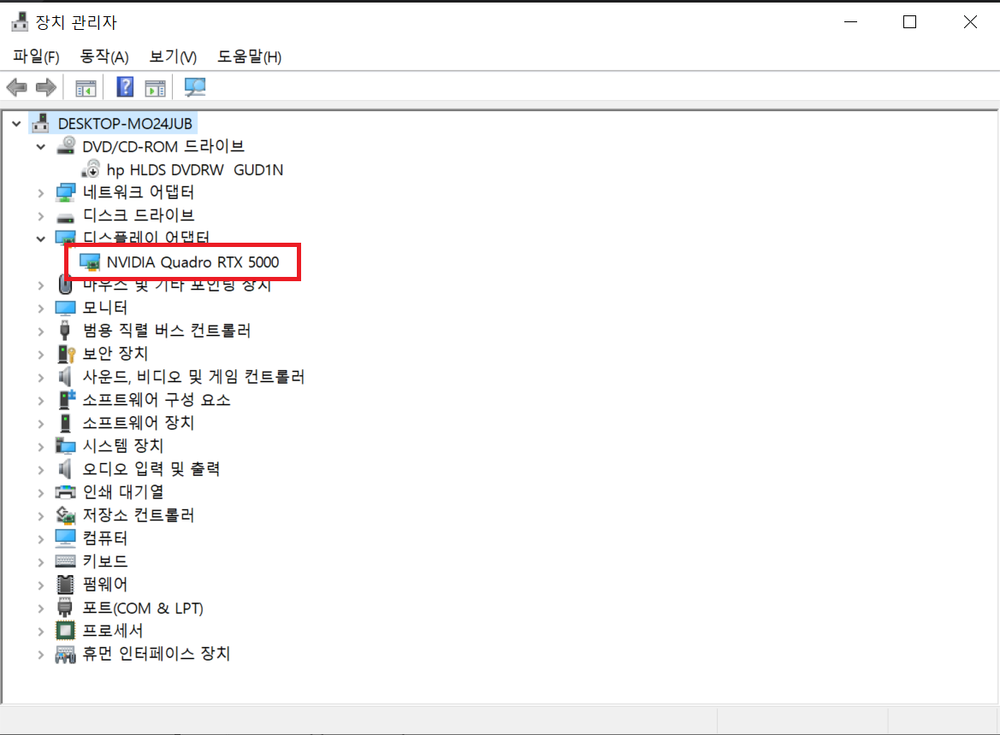 장치 관리자
파일(F) 동작(A) 보기(V) 도움말(H)
DESKTOP-MO24JUB
DVD/CD-ROM 드라이브
hp HLDS DVDRW  GUD1N
네트워크 어댑터
디스크 드라이브
디스플레이 어댑터
NVIDIA Quadro RTX 5000
마우스 및 기타 포인팅 장치
모니터
범용 직렬 버스 컨트롤러
보안 장치
사운드, 비디오 및 게임 컨트롤러
소프트웨어 구성 요소
소프트웨어 장치
시스템 장치
오디오 입력 및 출력
인쇄 대기열
저장소 컨트롤러
컴퓨터
키보드
펌웨어
포트(COM & LPT)
프로세서
휴먼 인터페이스 장치